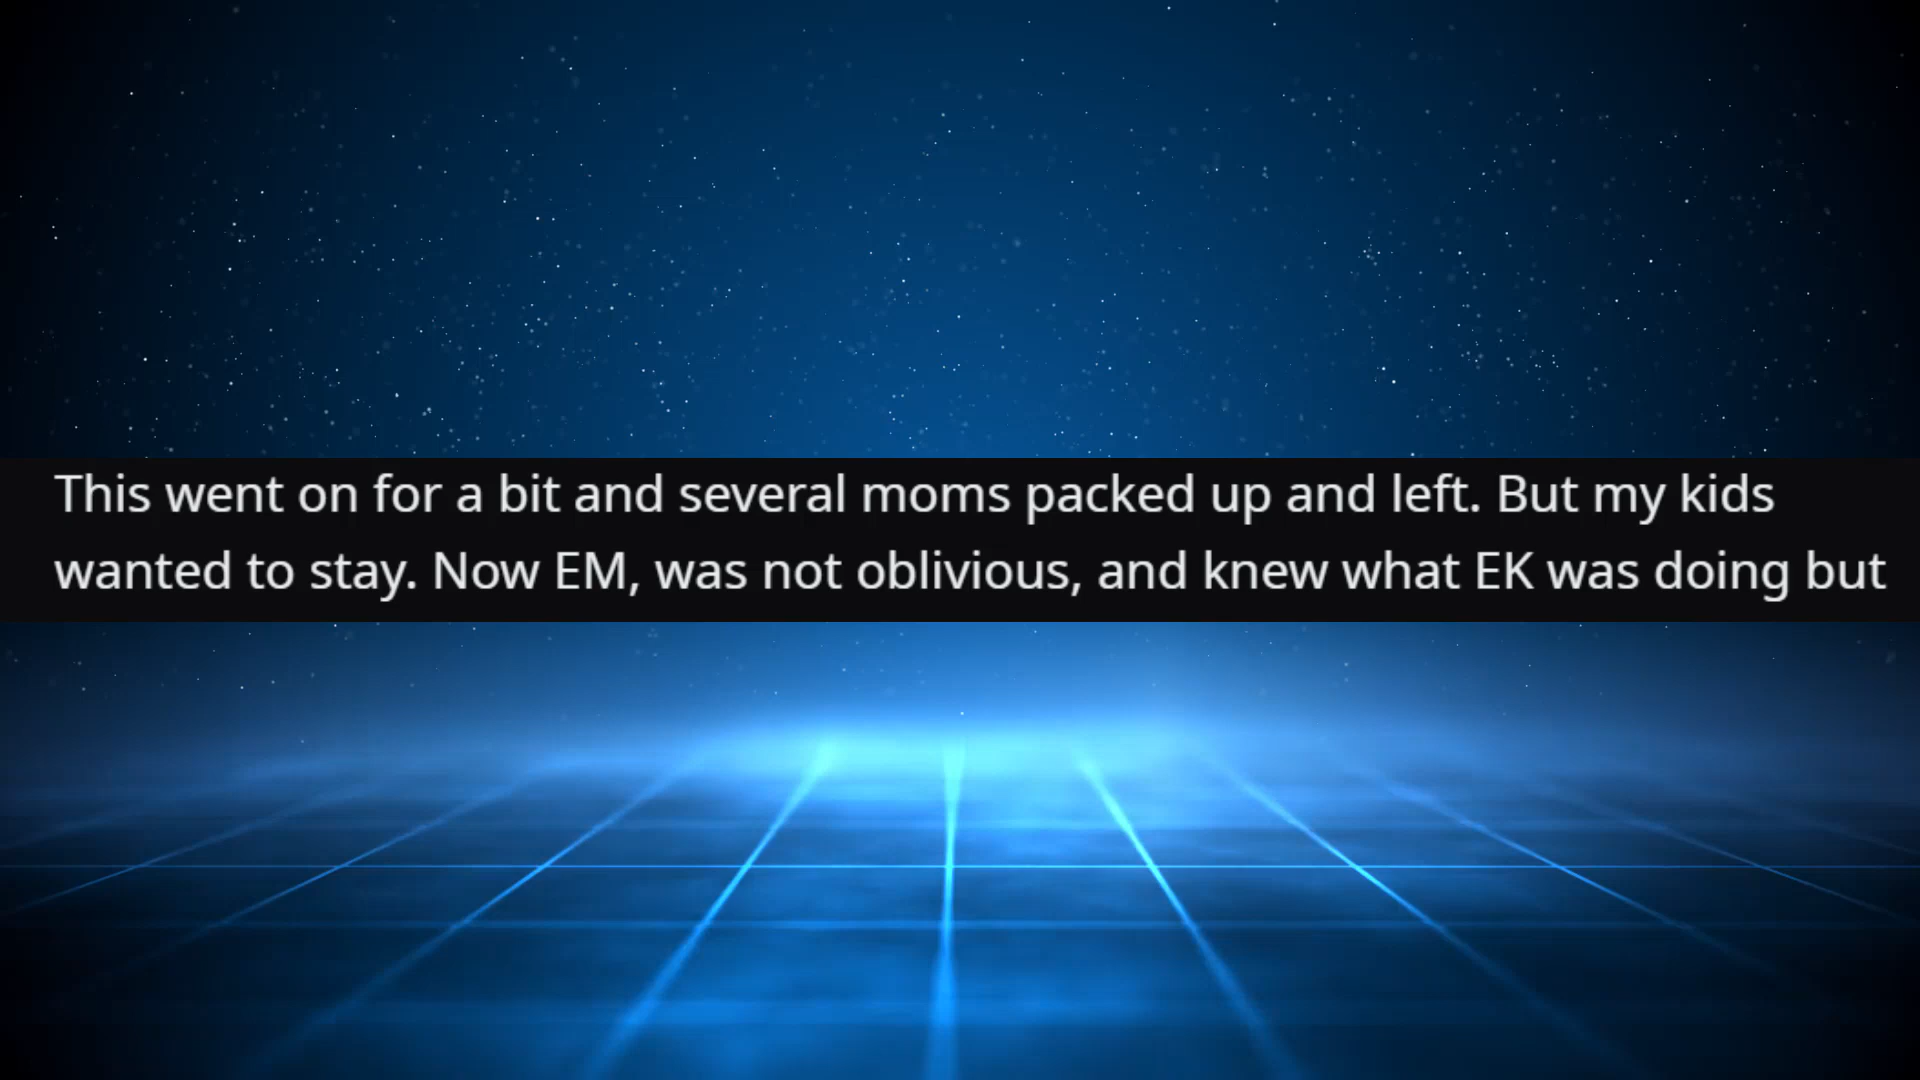 This went on for a bit and several moms packed up and left. But my kids
wanted to stay. Now EM, was not oblivious, and knew what EK was doing but